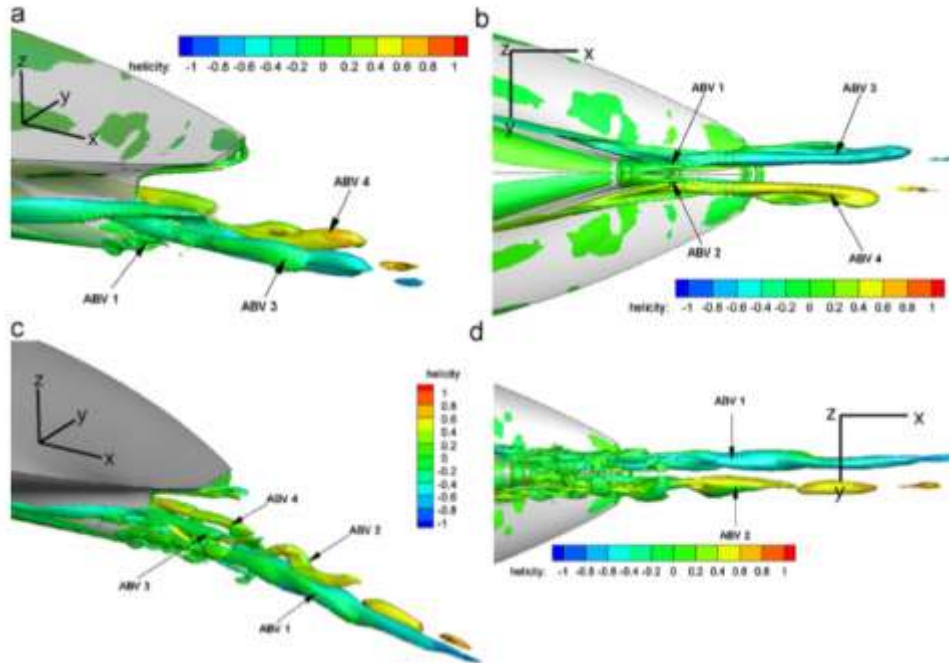 a
helicity: -1 -0.8 -0.6 -0.4 -0.2 0 0.2 0.4 0.6 0.8 1
z
y
x
ABV 4
ABV 1
ABV 3
b
z
x
y
ABV 1
ABV 3
ABV 2
ABV 4
helicity: -1 -0.8 -0.6 -0.4 -0.2 0 0.2 0.4 0.6 0.8 1
c
z
y
x
helicity
1
0.8
0.6
0.4
0.2
0
-0.2
-0.4
-0.6
-0.8
-1
ABV 4
ABV 2
ABV 3
ABV 1
d
ABV 1
z
x
y
ABV 2
helicity: -1 -0.8 -0.6 -0.4 -0.2 0 0.2 0.4 0.6 0.8 1